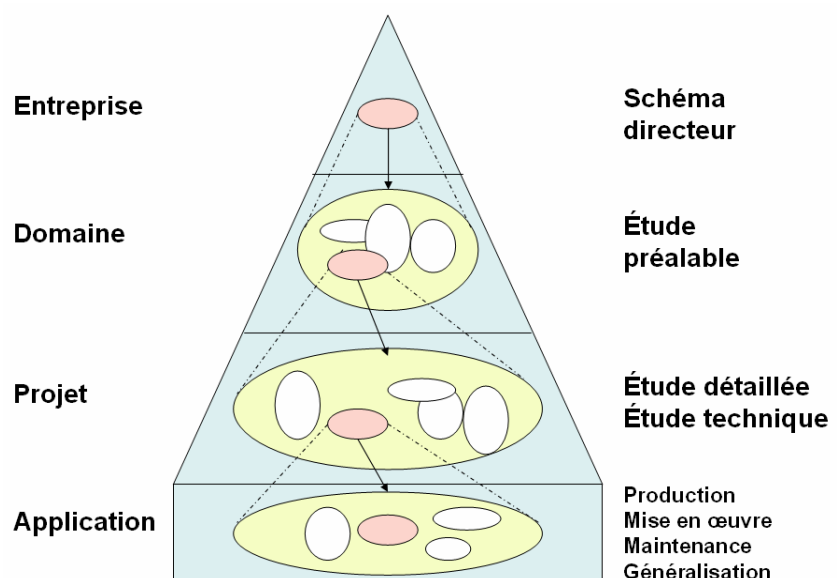 Entreprise
Schéma
directeur
Domaine
Étude
préalable
Projet
Étude détaillée
Étude technique
Application
Production
Mise en œuvre
Maintenance
Généralisation